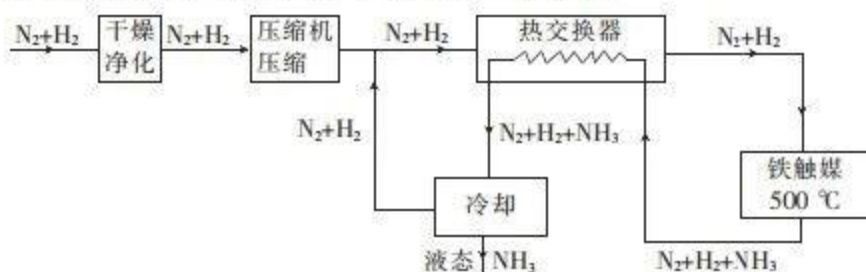 N₂+H₂
干燥
净化
N₂+H₂
压缩机
压缩
N₂+H₂
热交换器
N₂+H₂
N₂+H₂
N₂+H₂+NH₃
铁触媒
500 ℃
冷却
液态 NH₃
N₂+H₂+NH₃